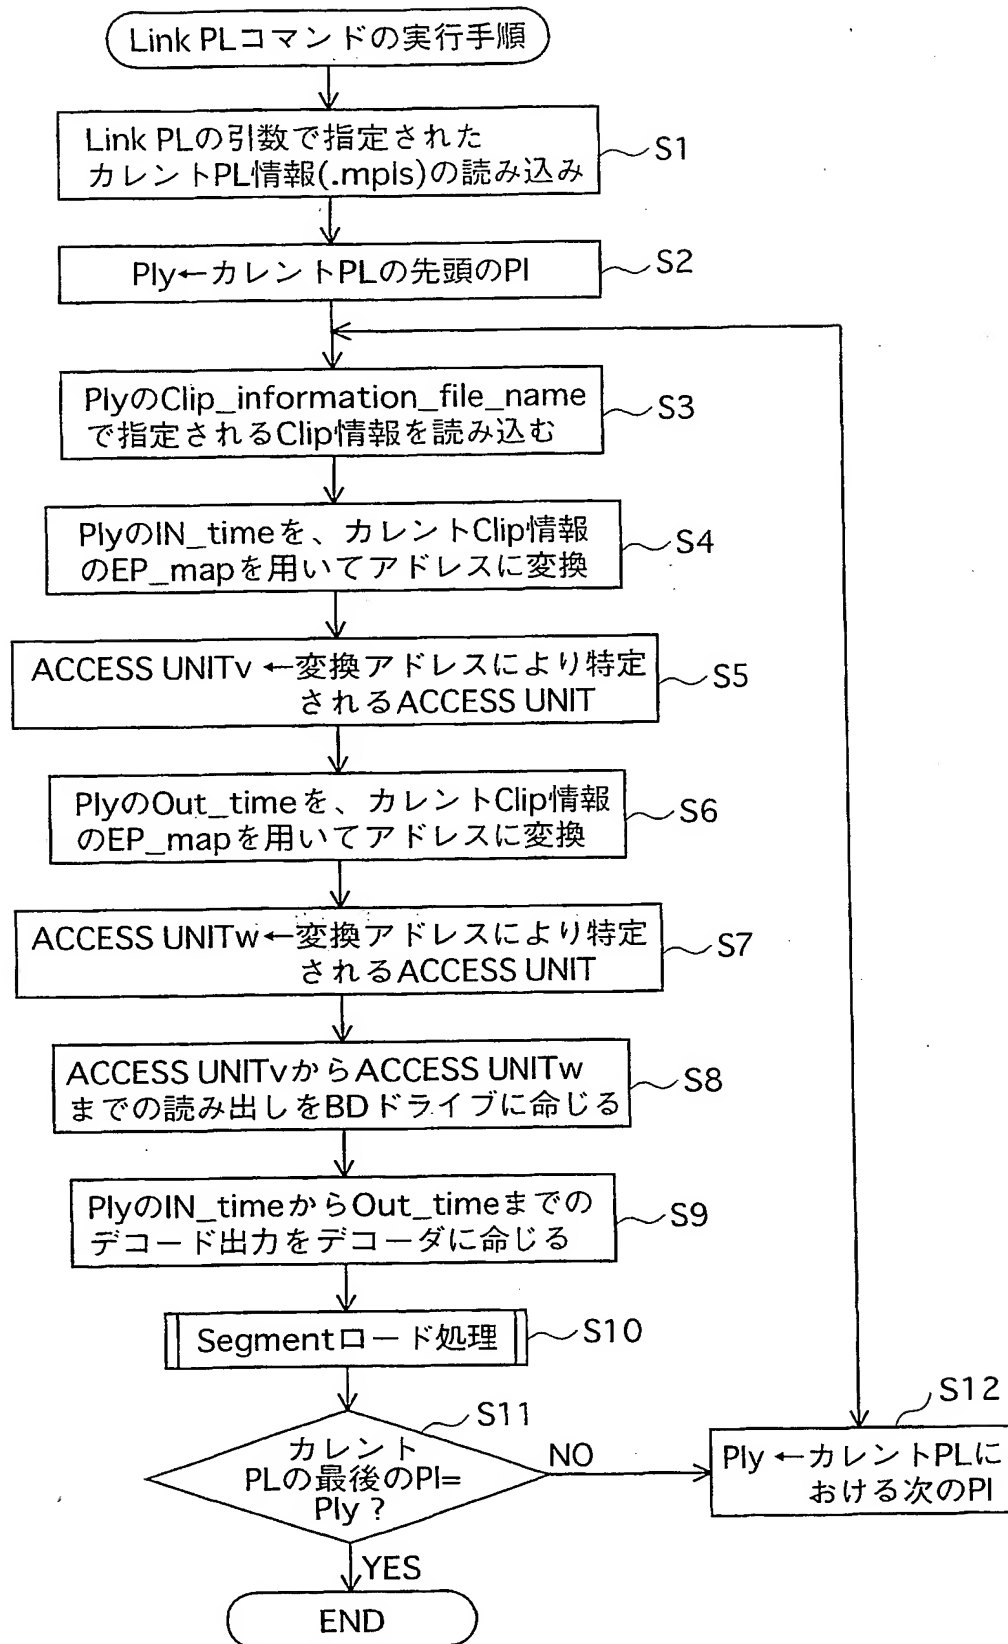 Link PLコマンドの実行手順
Link PLの引数で指定された
カレントPL情報(.mpls)の読み込み
S1
PIy←カレントPLの先頭のPI
S2
PIyのClip_information_file_name
で指定されるClip情報を読み込む
S3
PIyのIN_timeを、カレントClip情報
のEP_mapを用いてアドレスに変換
S4
ACCESS UNITv ←変換アドレスにより特定
されるACCESS UNIT
S5
PIyのOut_timeを、カレントClip情報
のEP_mapを用いてアドレスに変換
S6
ACCESS UNITw←変換アドレスにより特定
されるACCESS UNIT
S7
ACCESS UNITvからACCESS UNITw
までの読み出しをBDドライブに命じる
S8
PIyのIN_timeからOut_timeまでの
デコード出力をデコーダに命じる
S9
Segmentロード処理
S10
S11
カレント
PLの最後のPI=
PIy ?
NO
S12
PIy ←カレントPLに
おける次のPI
YES
END